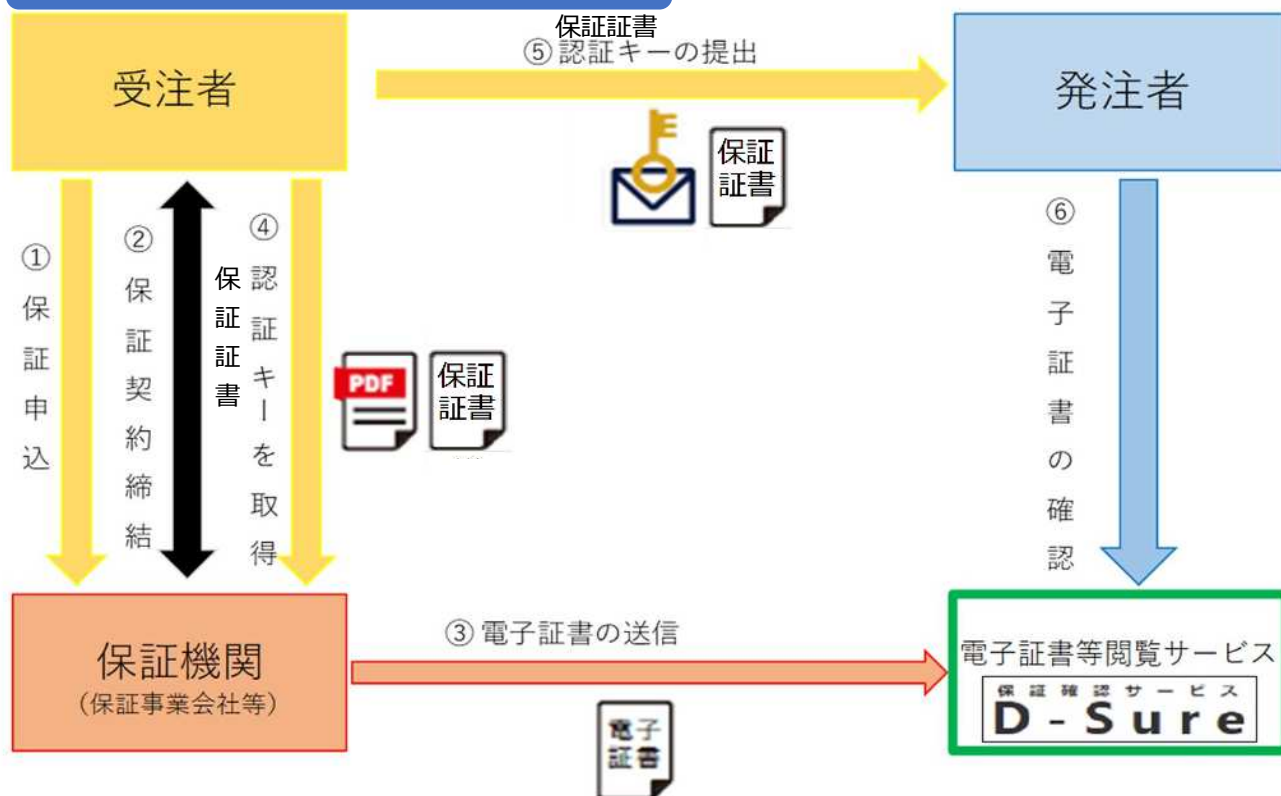 保証証書
⑤認証キーの提出
受注者
発注者
保証
証書
①保証申込
②保証契約締結
保証証書
④認証キーを取得
⑥電子証書の確認
PDF
保証
証書
③電子証書の送信
保証機関
(保証事業会社等)
電子証書等閲覧サービス
保証確認サービス
D-Sure
電子
証書